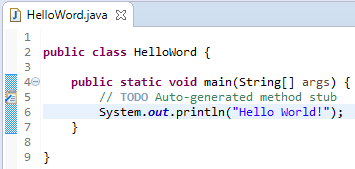 HelloWord.java
1
2 public class HelloWord {
3
4 public static void main(String[] args) {
5 // TODO Auto-generated method stub
6 System.out.println("Hello World!");
7 }
8
9 }